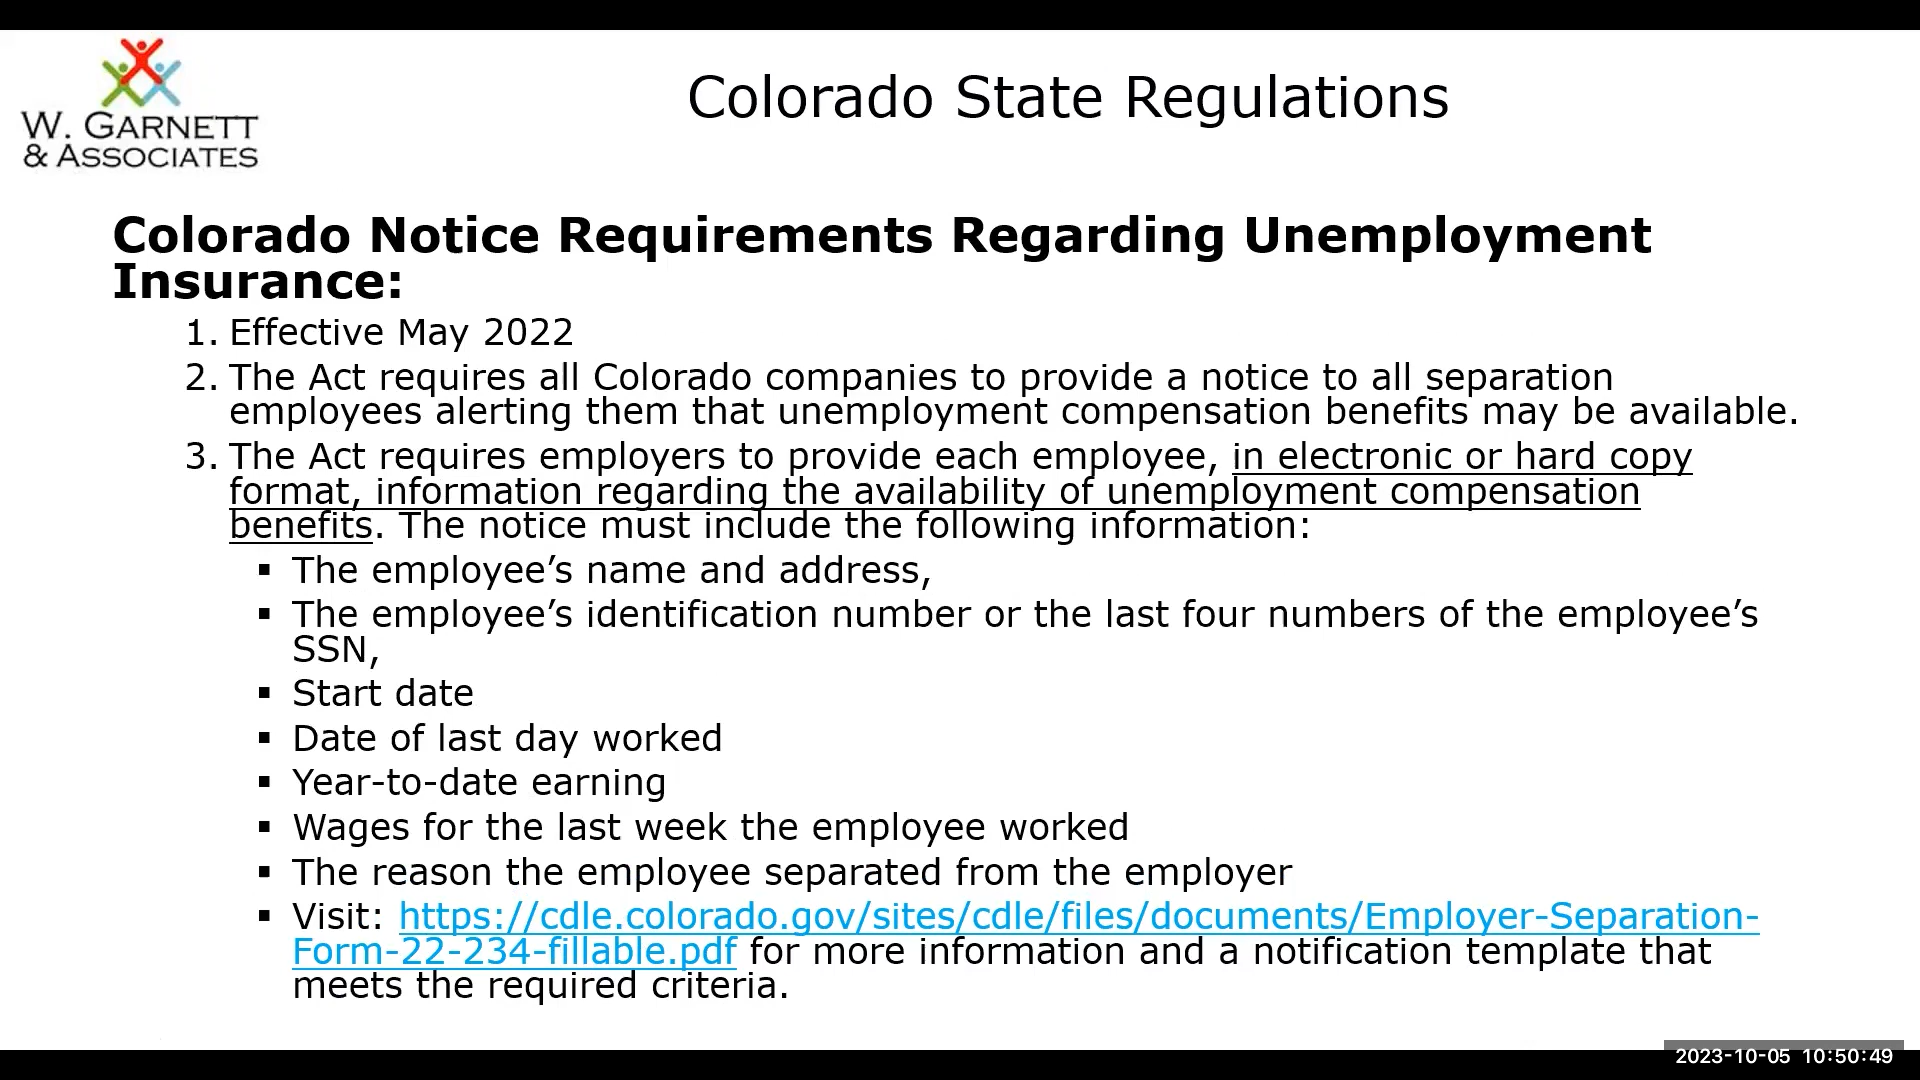 W. GARNETT
& ASSOCIATES
Colorado State Regulations
Colorado Notice Requirements Regarding Unemployment
Insurance:
1. Effective May 2022
2. The Act requires all Colorado companies to provide a notice to all separation
employees alerting them that unemployment compensation benefits may be available.
3. The Act requires employers to provide each employee, in electronic or hard copy
format, information regarding the availability of unemployment compensation
benefits. The notice must include the following information:
▪ The employee’s name and address,
▪ The employee’s identification number or the last four numbers of the employee’s
SSN,
▪ Start date
▪ Date of last day worked
▪ Year-to-date earning
▪ Wages for the last week the employee worked
▪ The reason the employee separated from the employer
▪ Visit: https://cdle.colorado.gov/sites/cdle/files/documents/Employer-Separation-
Form-22-234-fillable.pdf for more information and a notification template that
meets the required criteria.
2023-10-05 10:50:49